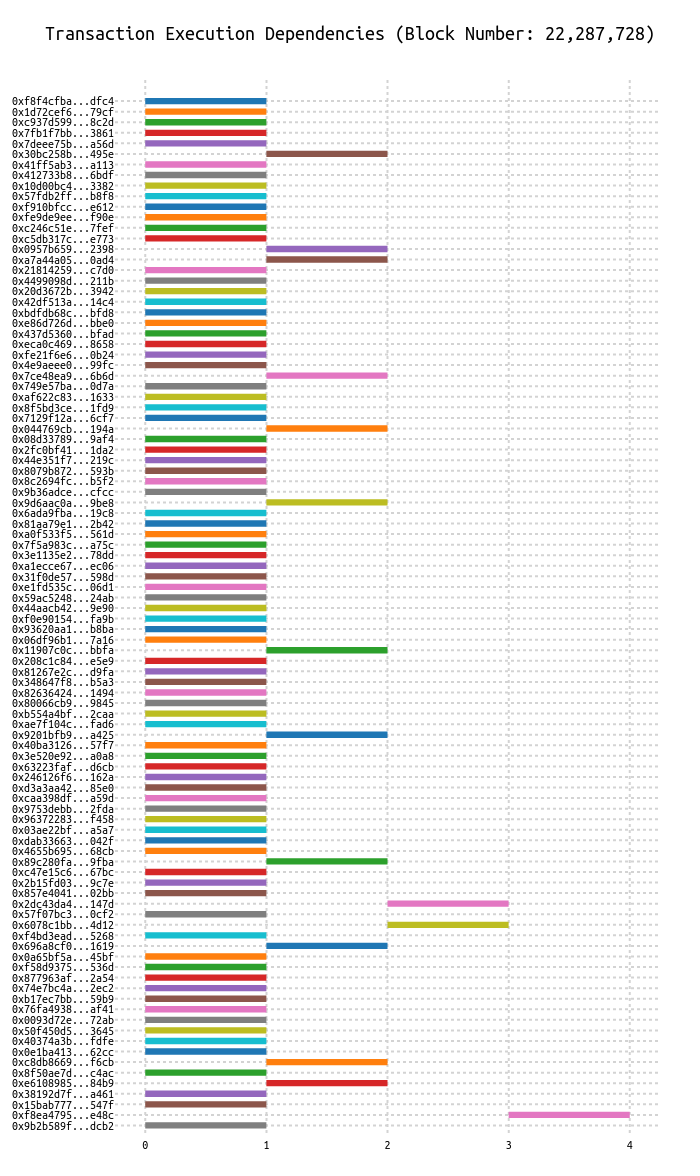 Transaction Execution Dependencies (Block Number: 22,287,728)
0xf8f4cfba...dfc4
0x1d72cef6...79cf
0xc937d599...8c2d
0x7fb1f7bb...3861
0x7deee75b...a56d
0x30bc258b...495e
0x41ff5ab3...a113
0x412733b8...6bdf
0x10d00bc4...3382
0x57fdb2ff...b8f8
0xf910bfcc...e612
0xfe9de9ee...f90e
0xc246c51e...7fef
0xc5db317c...e773
0x0957b659...2398
0xa7a44a05...0ad4
0x21814259...c7d0
0x4499098d...211b
0x20d3672b...3942
0x42df513a...14c4
0xbdfdb68c...bfd8
0xe86d726d...bbe0
0x437d5360...bfad
0xeca0c469...8658
0xfe21f6e6...0b24
0x4e9aeee0...99fc
0x7ce48ea9...6b6d
0x749e57ba...0d7a
0xaf622c83...1633
0x8f5bd3ce...1fd9
0x7129f12a...6cf7
0x044769cb...194a
0x08d33789...9af4
0x2fc0bf41...1da2
0x44e351f7...219c
0x8079b872...593b
0x8c2694fc...b5f2
0x9b36adce...cfcc
0x9d6aac0a...9be8
0x6ada9fba...19c8
0x81aa79e1...2b42
0xa0f533f5...561d
0x7f5a983c...a75c
0x3e1135e2...78dd
0xa1ecce67...ec06
0x31f0de57...598d
0xe1fd535c...06d1
0x59ac5248...24ab
0x44aacb42...9e90
0xf0e90154...fa9b
0x93620aa1...b8ba
0x06df96b1...7a16
0x11907c0c...bbfa
0x208c1c84...e5e9
0x81267e2c...d9fa
0x348647f8...b5a3
0x82636424...1494
0x80066cb9...9845
0xb554a4bf...2caa
0xae7f104c...fad6
0x9201bfb9...a425
0x40ba3126...57f7
0x3e520e92...a0a8
0x63223faf...d6cb
0x246126f6...162a
0xd3a3aa42...85e0
0xcaa398df...a59d
0x9753debb...2fda
0x96372283...f458
0x03ae22bf...a5a7
0xdab33663...042f
0x4655b695...68cb
0x89c280fa...9fba
0xc47e15c6...67bc
0x2b15fd03...9c7e
0x857e4041...02bb
0x2dc43da4...147d
0x57f07bc3...0cf2
0x6078c1bb...4d12
0xf4bd3ead...5268
0x696a8cf0...1619
0x0a65bf5a...45bf
0xf58d9375...536d
0x877963af...2a54
0x74e7bc4a...2ec2
0xb17ec7bb...59b9
0x76fa4938...af41
0x0093d72e...72ab
0x50f450d5...3645
0x40374a3b...fdfe
0x0e1ba413...62cc
0xc8db8669...f6cb
0x8f50ae7d...c4ac
0xe6108985...84b9
0x38192d7f...a461
0x15bab777...547f
0xf8ea4795...e48c
0x9b2b589f...dcb2
0 1 2 3 4